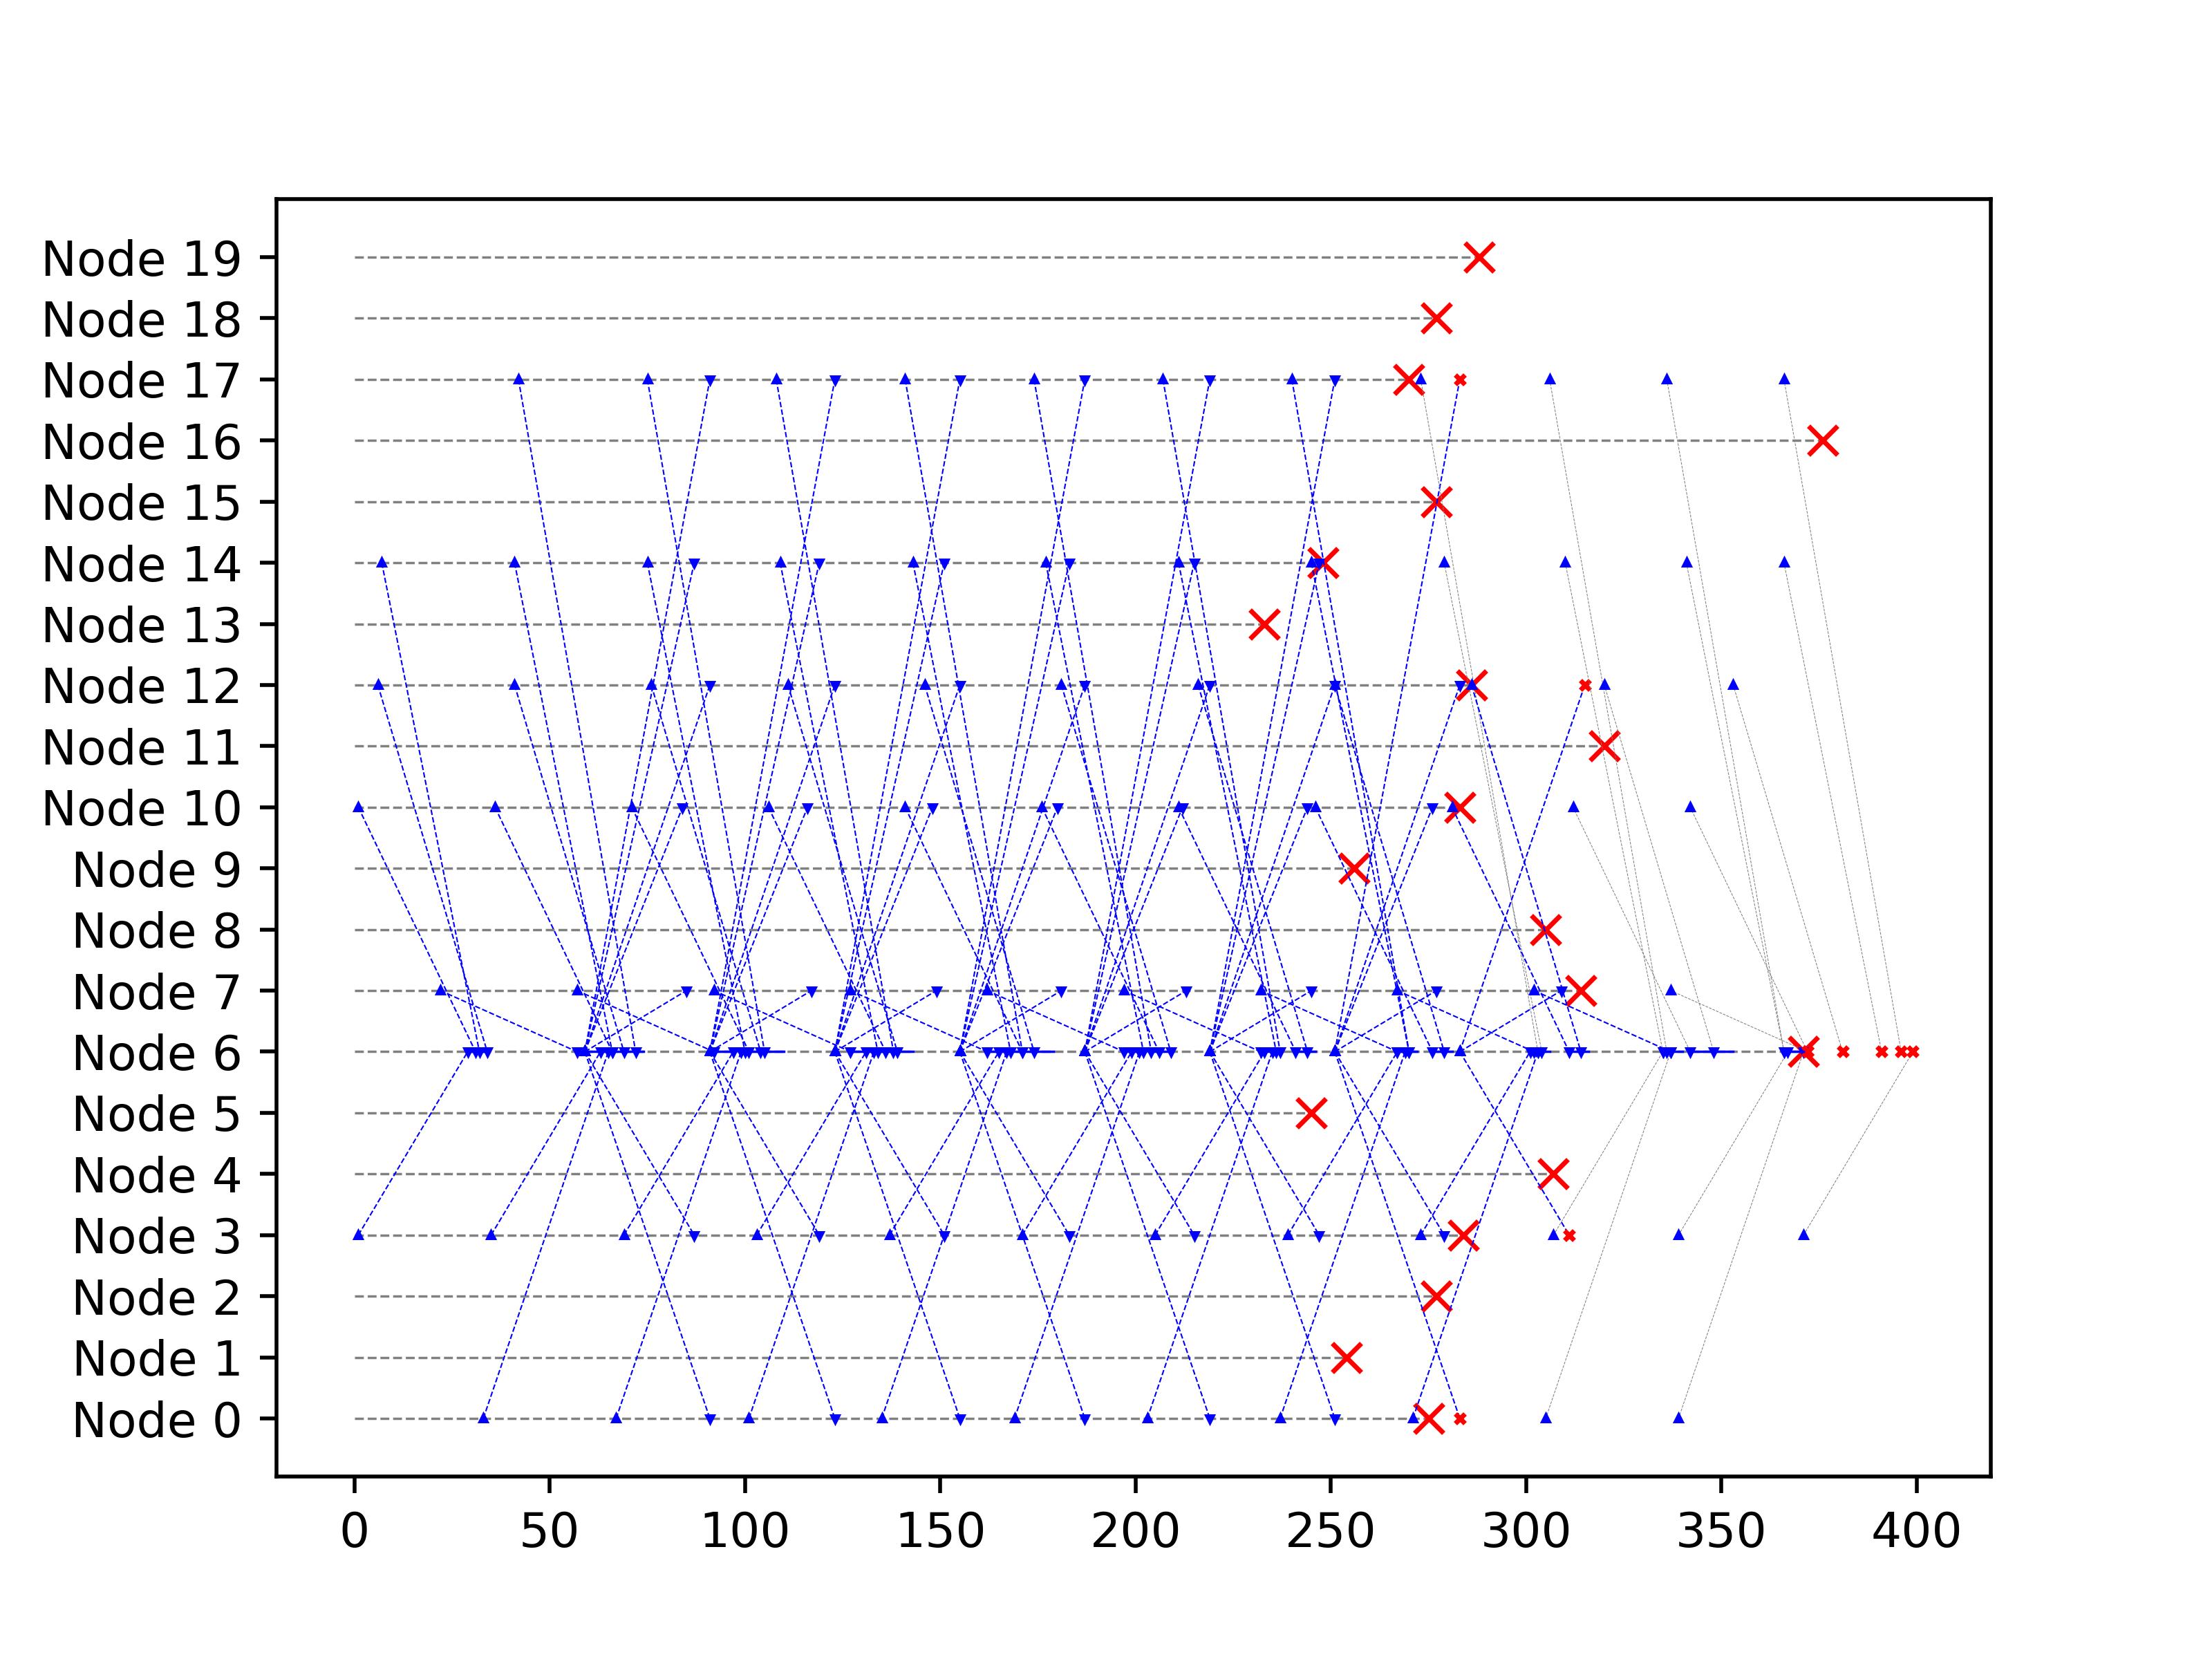 Node 19
Node 18
Node 17
Node 16
Node 15
Node 14
Node 13
Node 12
Node 11
Node 10
Node 9
Node 8
Node 7
Node 6
Node 5
Node 4
Node 3
Node 2
Node 1
Node 0
0 50 100 150 200 250 300 350 400